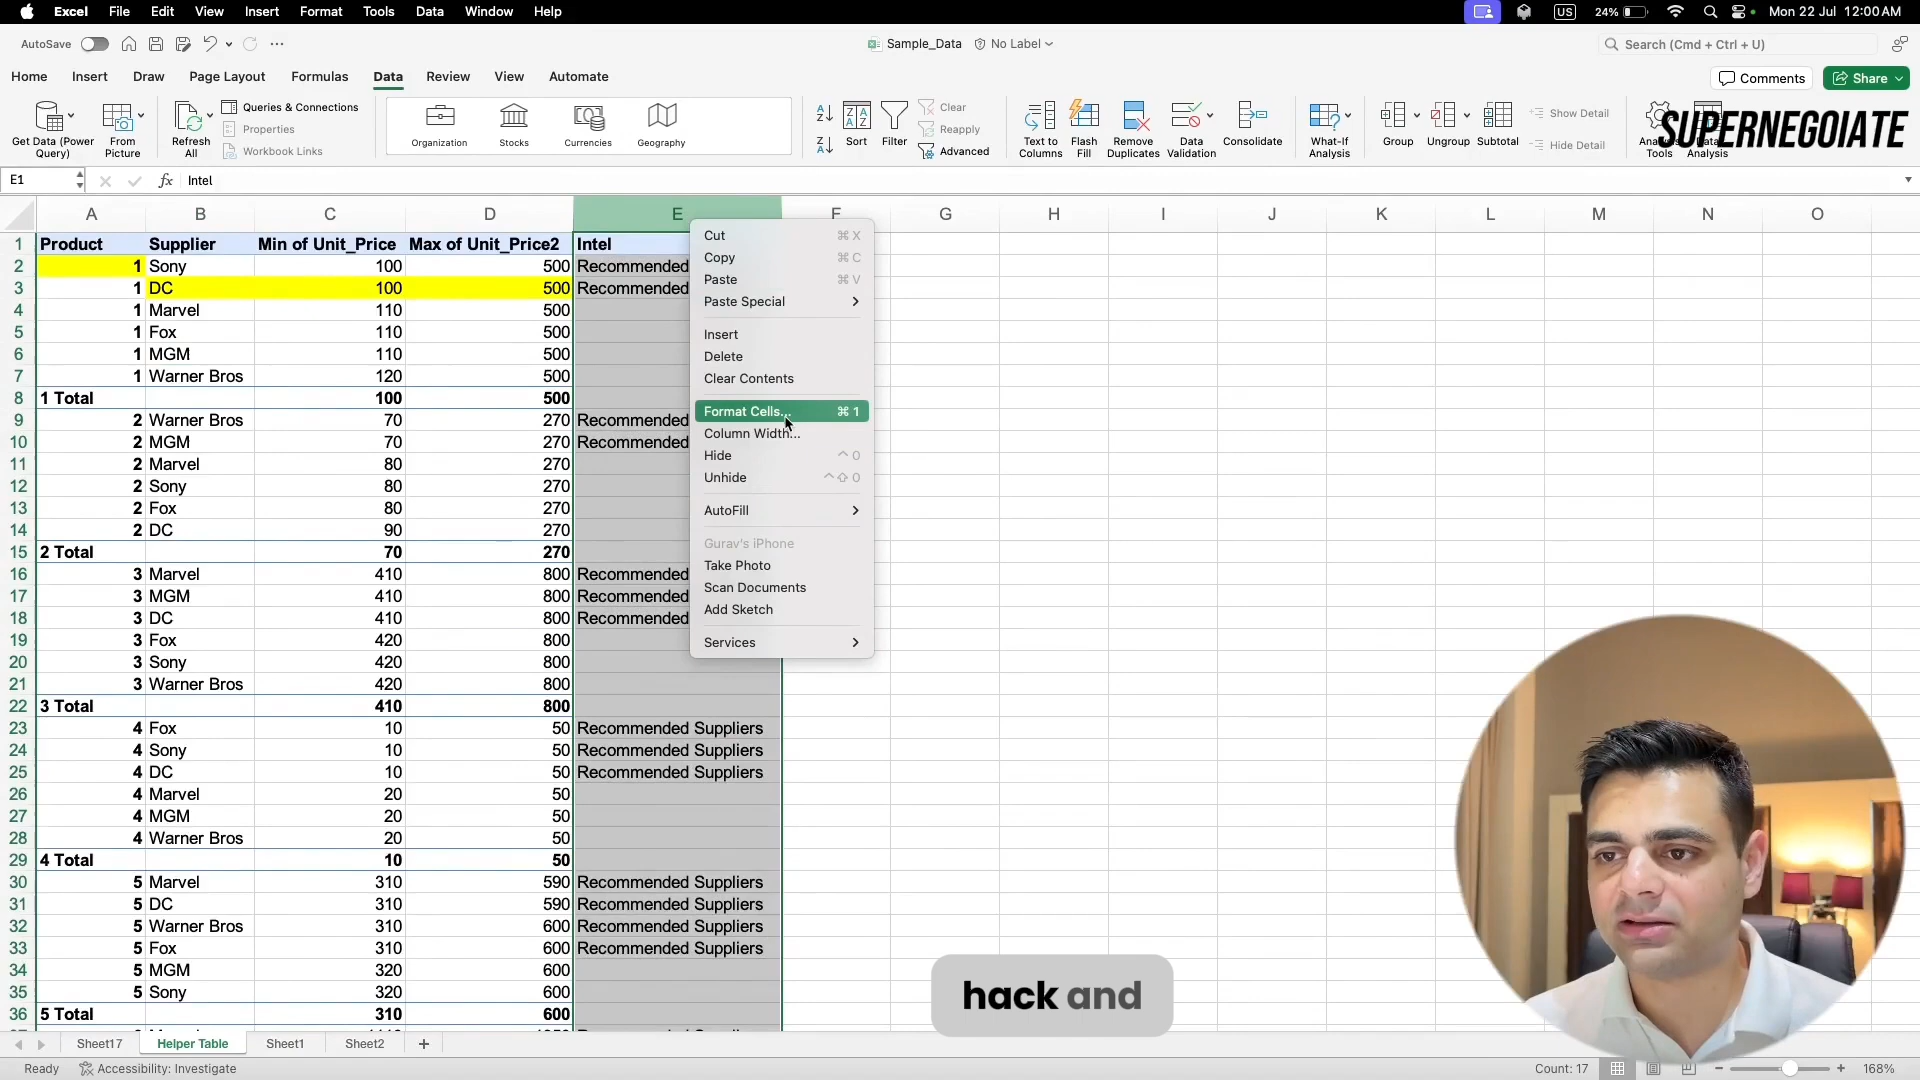 Excel File Edit View Insert Format Tools Data Window Help US 24% Mon 22 Jul 12:00 AM
AutoSave Sample_Data No Label Search (Cmd + Ctrl + U)
Home Insert Draw Page Layout Formulas Data Review View Automate Comments Share
Get Data (Power Query) From Picture Refresh All Queries & Connections Properties Workbook Links Organization Stocks Currencies Geography Sort Filter Clear Reapply Advanced Text to Columns Flash Fill Remove Duplicates Data Validation Consolidate What-If Analysis Group Ungroup Subtotal Show Detail Hide Detail Tools Data Analysis
SUPERNEGOIATE
E1 fx Intel
A B C D E F G H I J K L M N O
1 Product Supplier Min of Unit_Price Max of Unit_Price2 Intel
2 1 Sony 100 500 Recommended
3 1 DC 100 500 Recommended
4 1 Marvel 110 500
5 1 Fox 110 500
6 1 MGM 110 500
7 1 Warner Bros 120 500
8 1 Total 100 500
9 2 Warner Bros 70 270 Recommended
10 2 MGM 70 270 Recommended
11 2 Marvel 80 270
12 2 Sony 80 270
13 2 Fox 80 270
14 2 DC 90 270
15 2 Total 70 270
16 3 Marvel 410 800 Recommended
17 3 MGM 410 800 Recommended
18 3 DC 410 800 Recommended
19 3 Fox 420 800
20 3 Sony 420 800
21 3 Warner Bros 420 800
22 3 Total 410 800
23 4 Fox 10 50 Recommended Suppliers
24 4 Sony 10 50 Recommended Suppliers
25 4 DC 10 50 Recommended Suppliers
26 4 Marvel 20 50
27 4 MGM 20 50
28 4 Warner Bros 20 50
29 4 Total 10 50
30 5 Marvel 310 590 Recommended Suppliers
31 5 DC 310 590 Recommended Suppliers
32 5 Warner Bros 310 600 Recommended Suppliers
33 5 Fox 310 600 Recommended Suppliers
34 5 MGM 320 600
35 5 Sony 320 600
36 5 Total 310 600
Cut ⌘ X
Copy ⌘ C
Paste ⌘ V
Paste Special
Insert
Delete
Clear Contents
Format Cells... ⌘ 1
Column Width...
Hide ^ 0
Unhide ^ ⇧ 0
AutoFill
Gurav's iPhone
Take Photo
Scan Documents
Add Sketch
Services
hack and
Sheet17 Helper Table Sheet1 Sheet2 +
Ready Accessibility: Investigate Count: 17 168%